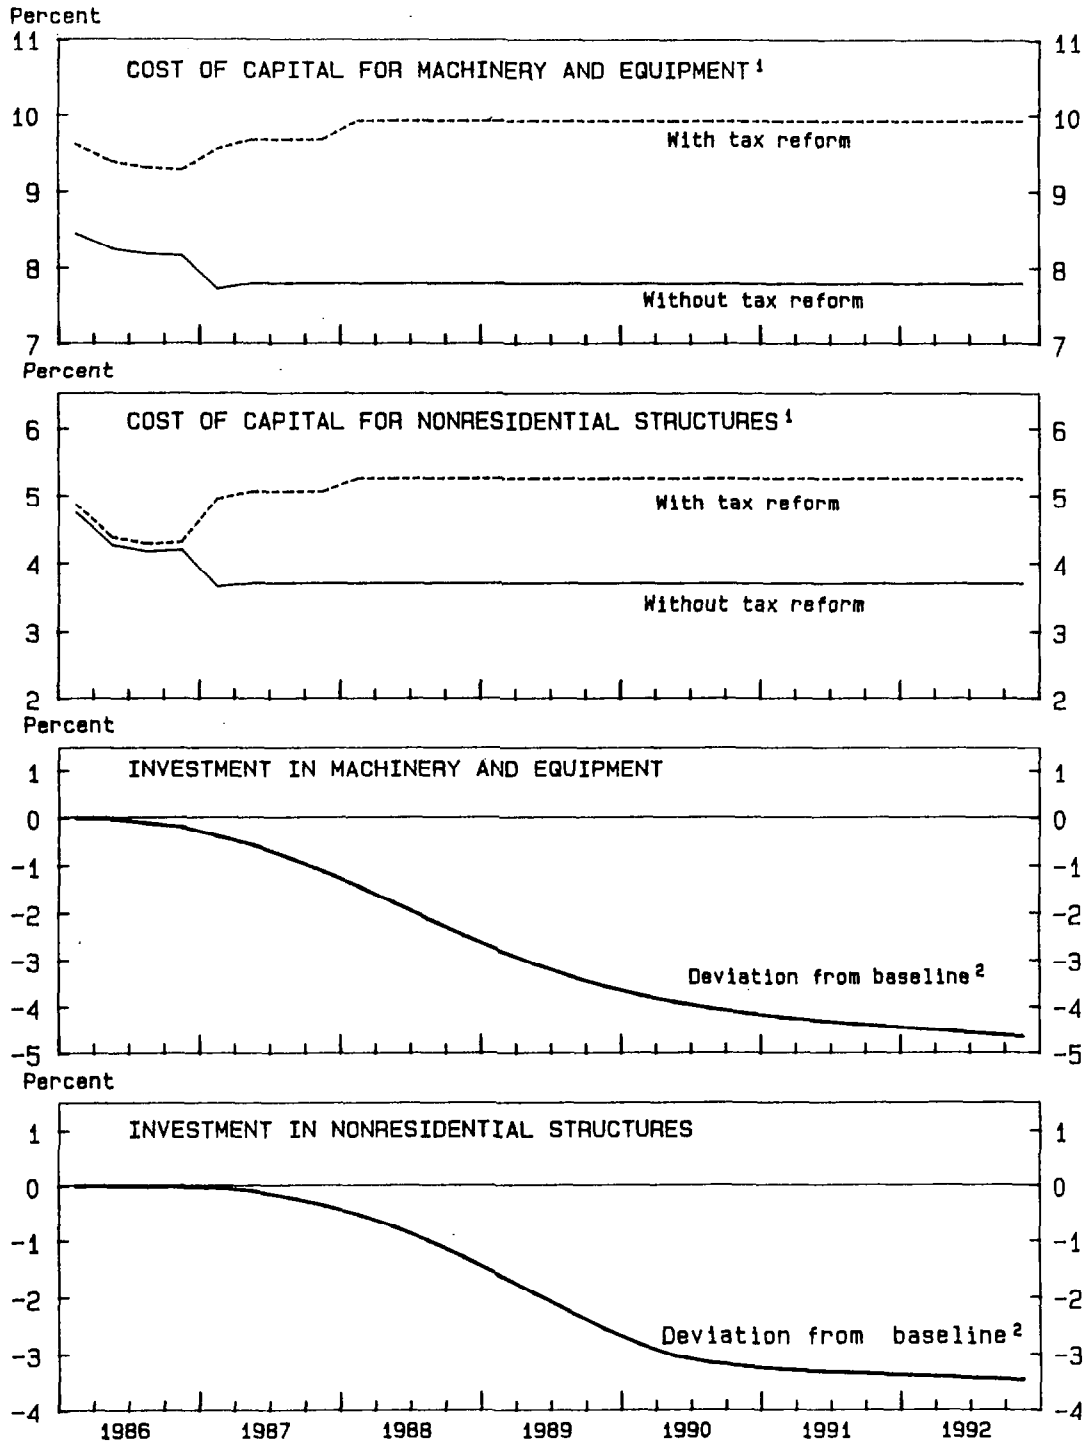 Percent
11 11
COST OF CAPITAL FOR MACHINERY AND EQUIPMENT¹
10 10
With tax reform
9 9
8 8
Without tax reform
7 7
Percent
COST OF CAPITAL FOR NONRESIDENTIAL STRUCTURES¹
6 6
5 5
With tax reform
4 4
Without tax reform
3 3
2 2
Percent
INVESTMENT IN MACHINERY AND EQUIPMENT
1 1
0 0
-1 -1
-2 -2
-3 -3
Deviation from baseline²
-4 -4
-5 -5
Percent
INVESTMENT IN NONRESIDENTIAL STRUCTURES
1 1
0 0
-1 -1
-2 -2
Deviation from baseline²
-3 -3
-4 -4
1986 1987 1988 1989 1990 1991 1992